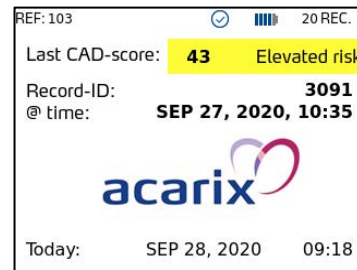 REF: 103 20 REC.
Last CAD-score: 43 Elevated risk
Record-ID: 3091
@ time: SEP 27, 2020, 10:35
acarix
Today: SEP 28, 2020 09:18